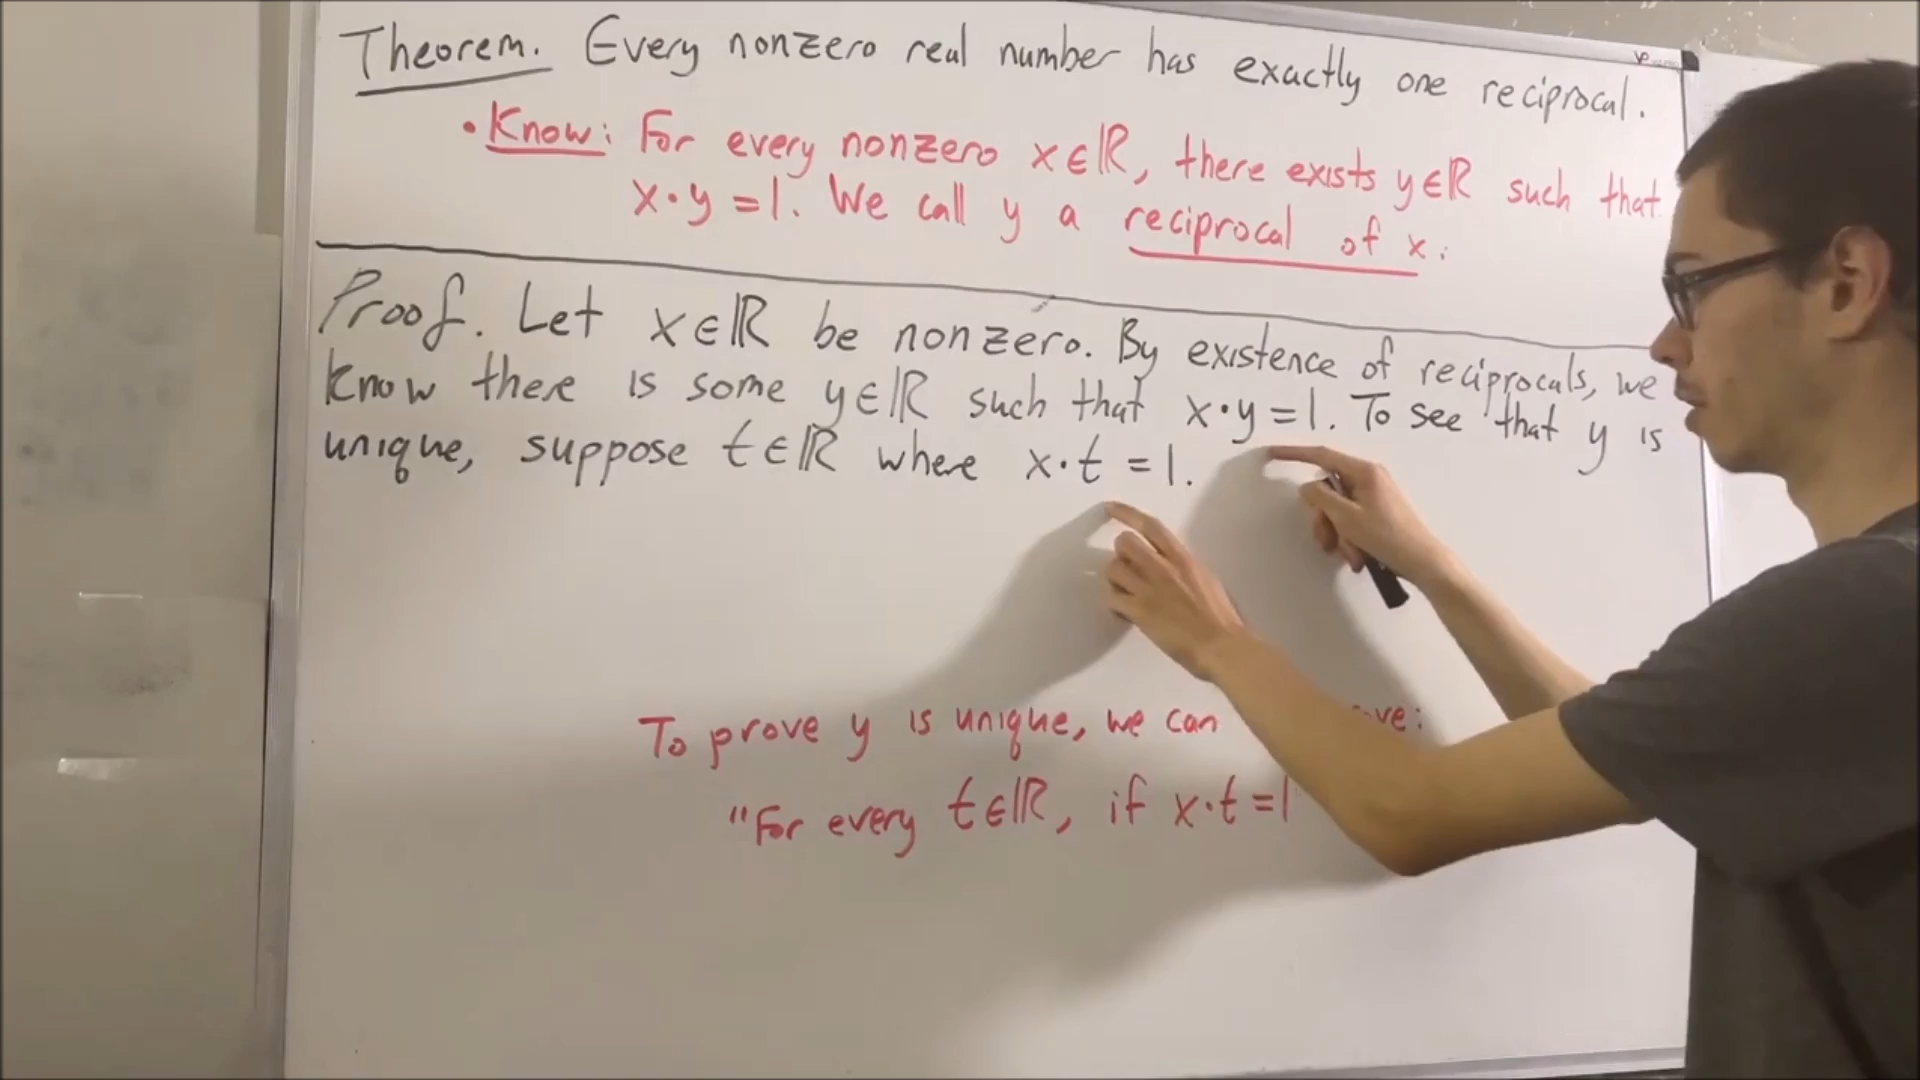 Theorem. Every nonzero real number has exactly one reciprocal.
• Know: For every nonzero x∈ℝ, there exists y∈ℝ such that
x·y=1. We call y a reciprocal of x.
Proof. Let x∈ℝ be nonzero. By existence of reciprocals, we
know there is some y∈ℝ such that x·y=1. To see that y is
unique, suppose t∈ℝ where x·t=1.
To prove y is unique, we can
"For every t∈ℝ, if x·t=1